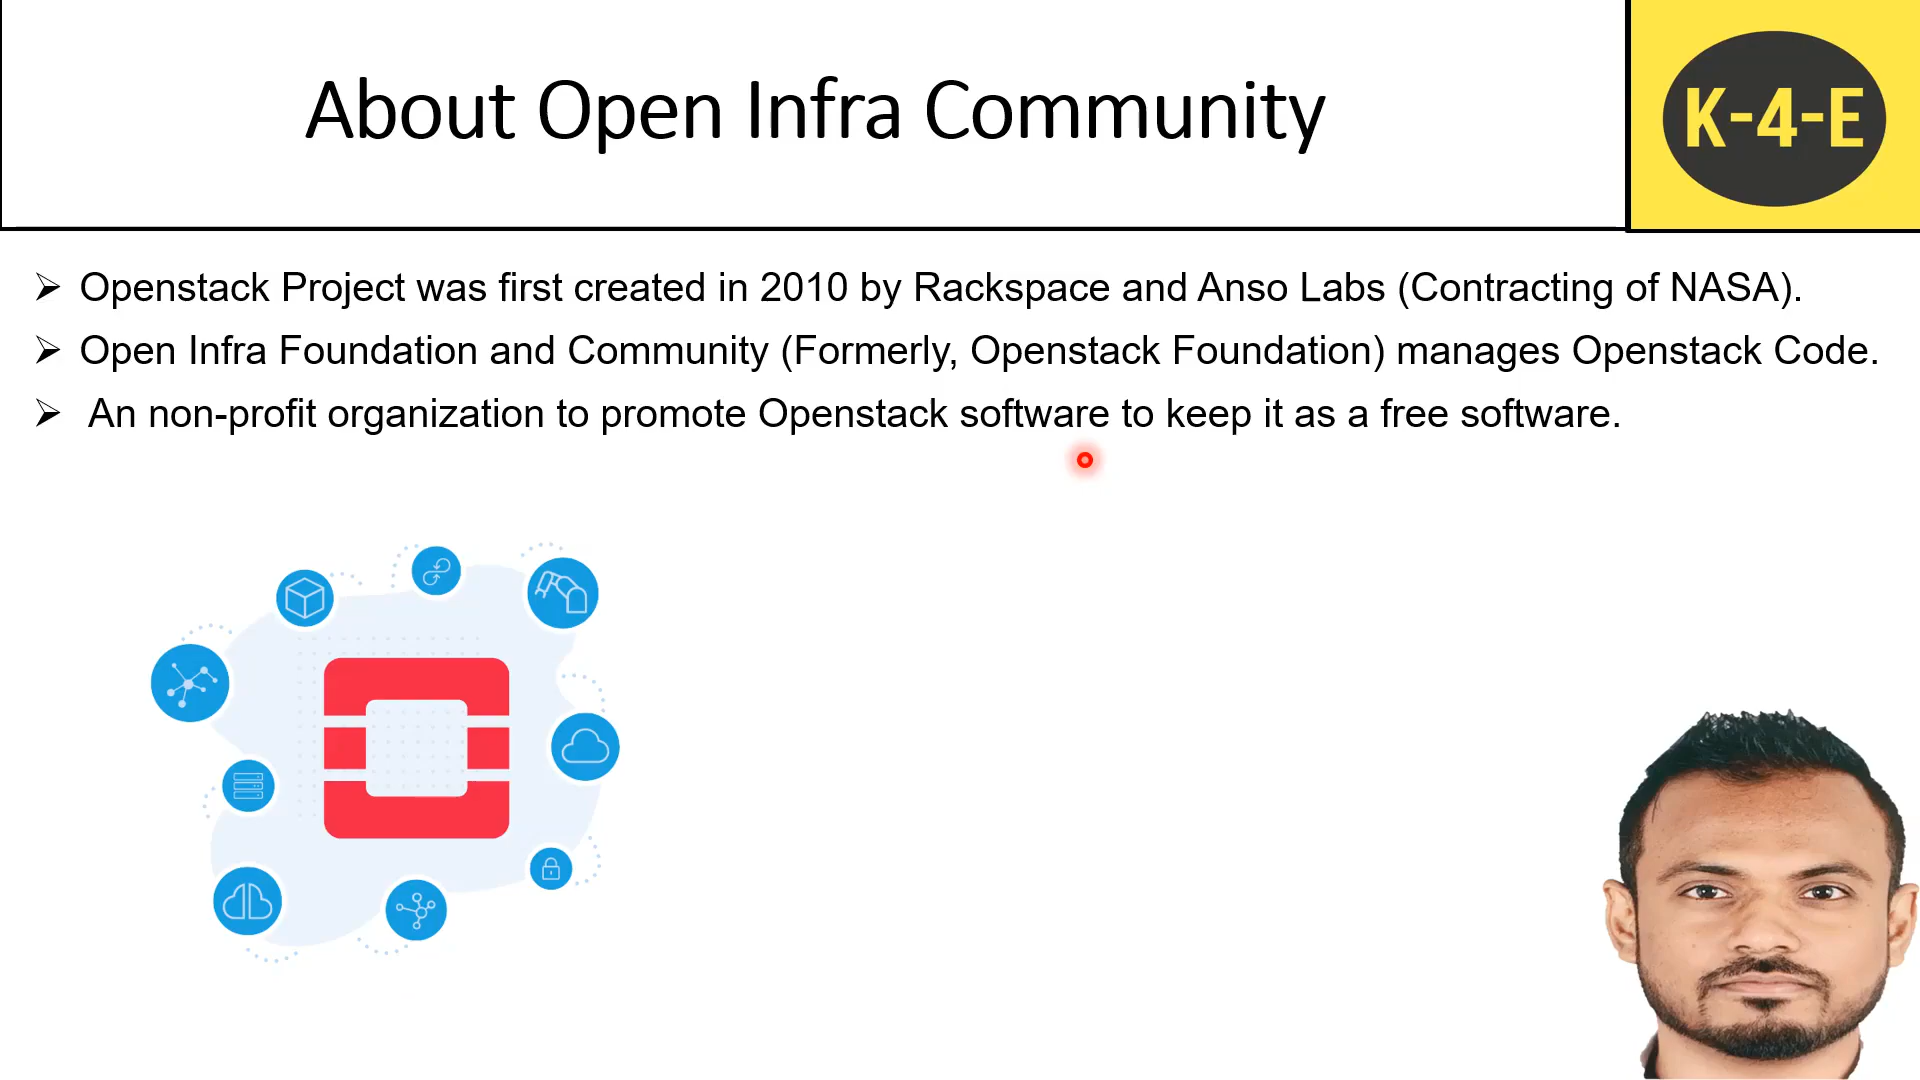 About Open Infra Community
K-4-E
Openstack Project was first created in 2010 by Rackspace and Anso Labs (Contracting of NASA).
Open Infra Foundation and Community (Formerly, Openstack Foundation) manages Openstack Code.
An non-profit organization to promote Openstack software to keep it as a free software.